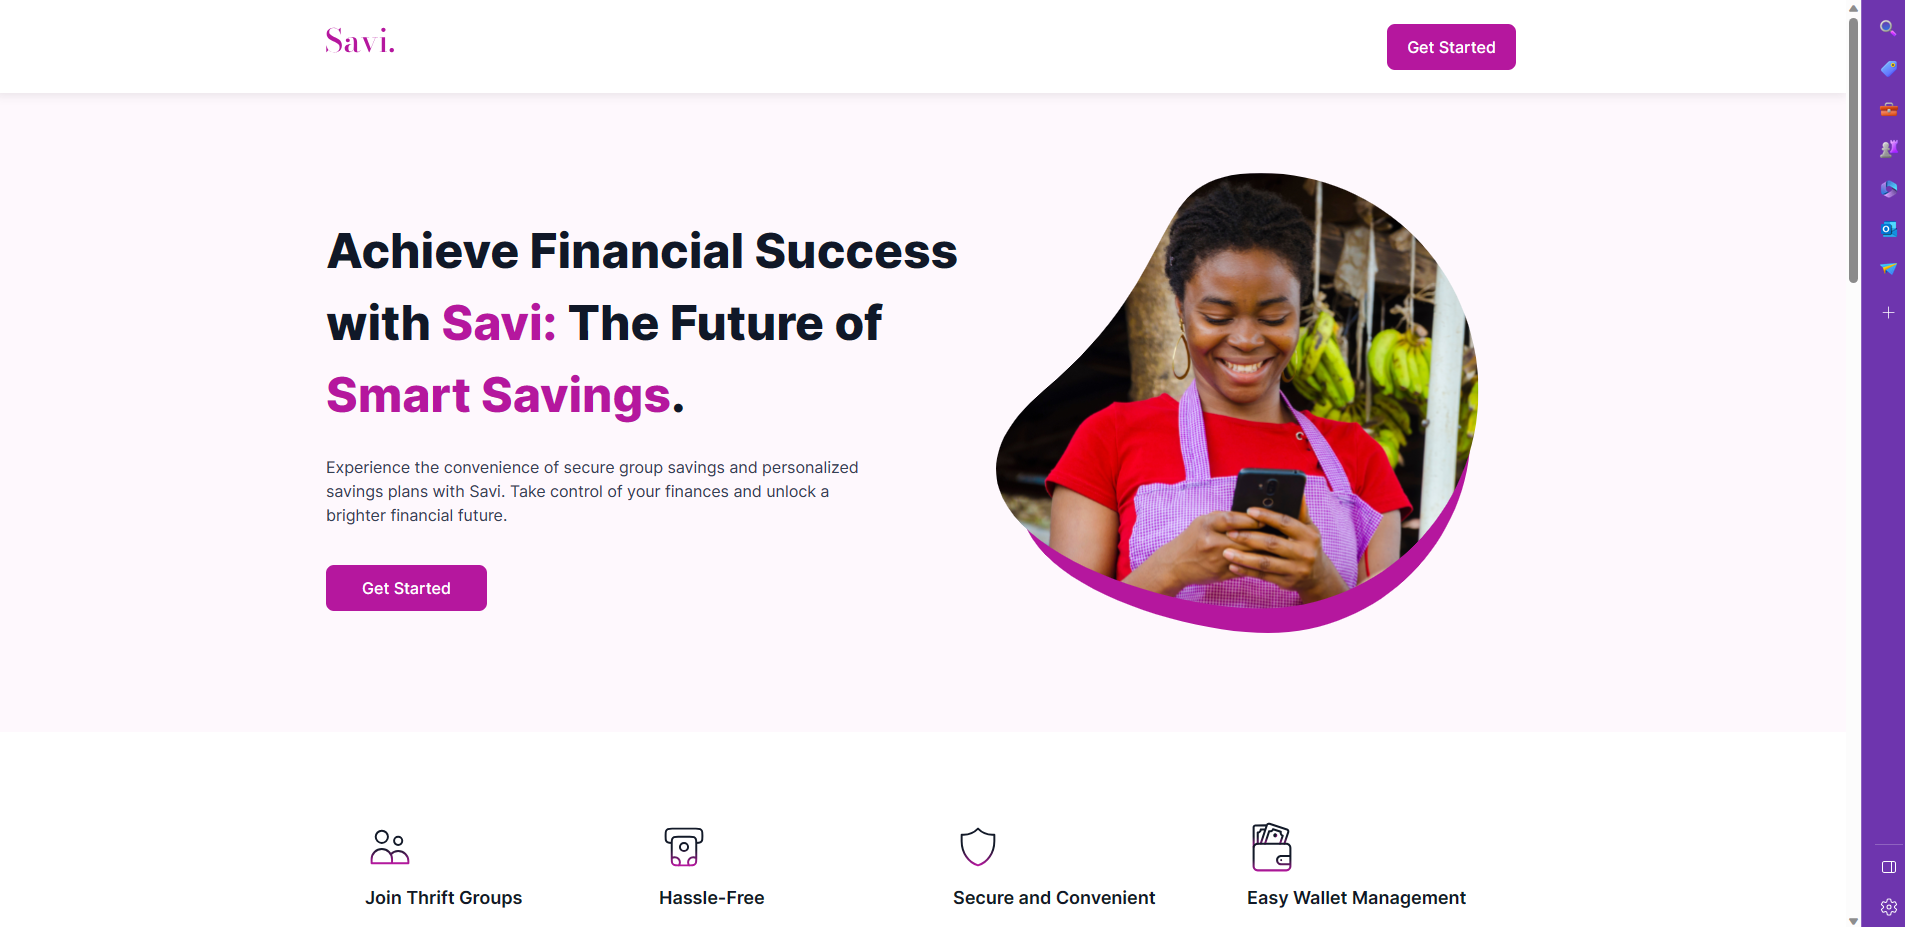 Savi.
Get Started
Achieve Financial Success
with Savi: The Future of
Smart Savings.
Experience the convenience of secure group savings and personalized
savings plans with Savi. Take control of your finances and unlock a
brighter financial future.
Get Started
Join Thrift Groups
Hassle-Free
Secure and Convenient
Easy Wallet Management